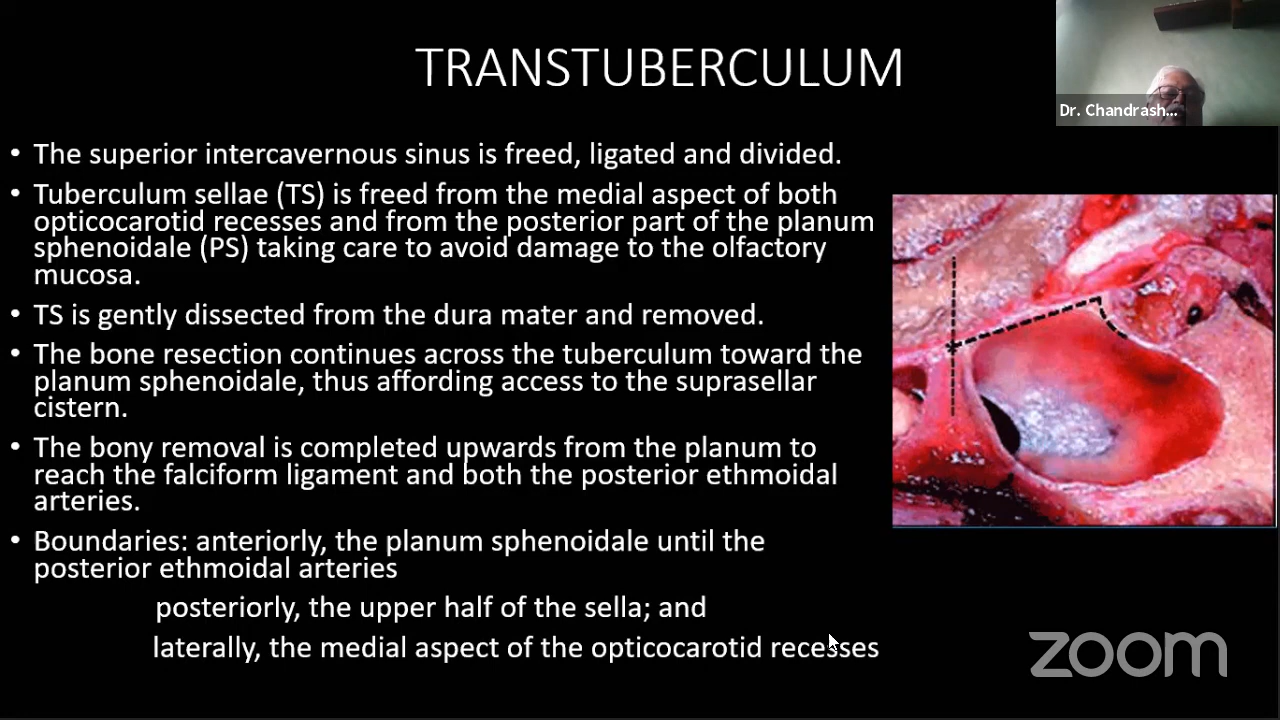 TRANSTUBERCULUM
Dr. Chandrash...
• The superior intercavernous sinus is freed, ligated and divided.
• Tuberculum sellae (TS) is freed from the medial aspect of both
opticocarotid recesses and from the posterior part of the planum
sphenoidale (PS) taking care to avoid damage to the olfactory
mucosa.
• TS is gently dissected from the dura mater and removed.
• The bone resection continues across the tuberculum toward the
planum sphenoidale, thus affording access to the suprasellar
cistern.
• The bony removal is completed upwards from the planum to
reach the falciform ligament and both the posterior ethmoidal
arteries.
• Boundaries: anteriorly, the planum sphenoidale until the
posterior ethmoidal arteries
posteriorly, the upper half of the sella; and
laterally, the medial aspect of the opticocarotid recesses
zoom